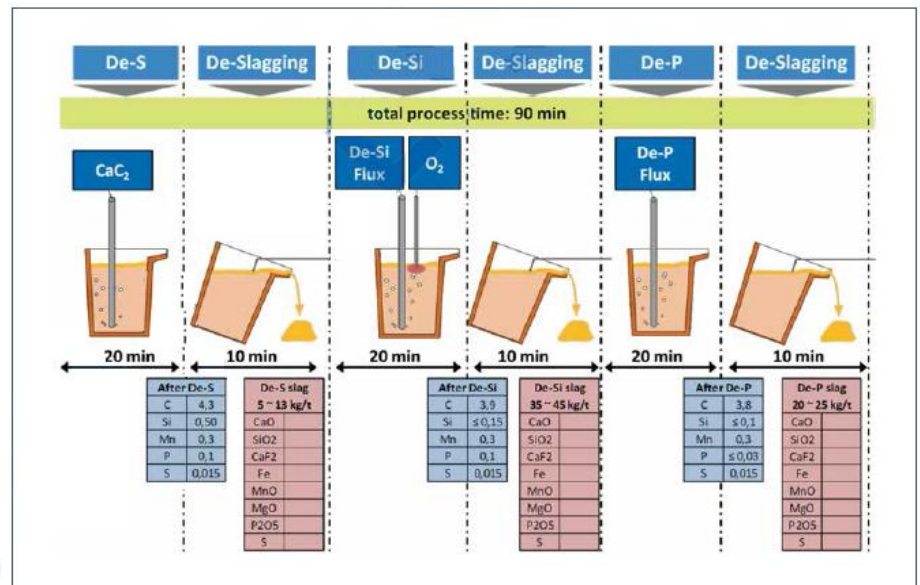 De-S De-Slagging De-Si De-Slagging De-P De-Slagging
total process time: 90 min
CaC2
De-Si
Flux
O2
De-P
Flux
20 min 10 min 20 min 10 min 20 min 10 min
After De-S
C 4,3
Si 0,50
Mn 0,3
P 0,1
S 0,015
De-S slag
5 ~ 13 kg/t
CaO
SiO2
CaF2
Fe
MnO
MgO
P2O5
S
After De-Si
C 3,9
Si ≤ 0,15
Mn 0,3
P 0,1
S 0,015
De-Si slag
35 ~ 45 kg/t
CaO
SiO2
CaF2
Fe
MnO
MgO
P2O5
S
After De-P
C 3,8
Si ≤ 0,1
Mn 0,3
P ≤ 0,03
S 0,015
De-P slag
20 ~ 25 kg/t
CaO
SiO2
CaF2
Fe
MnO
MgO
P2O5
S